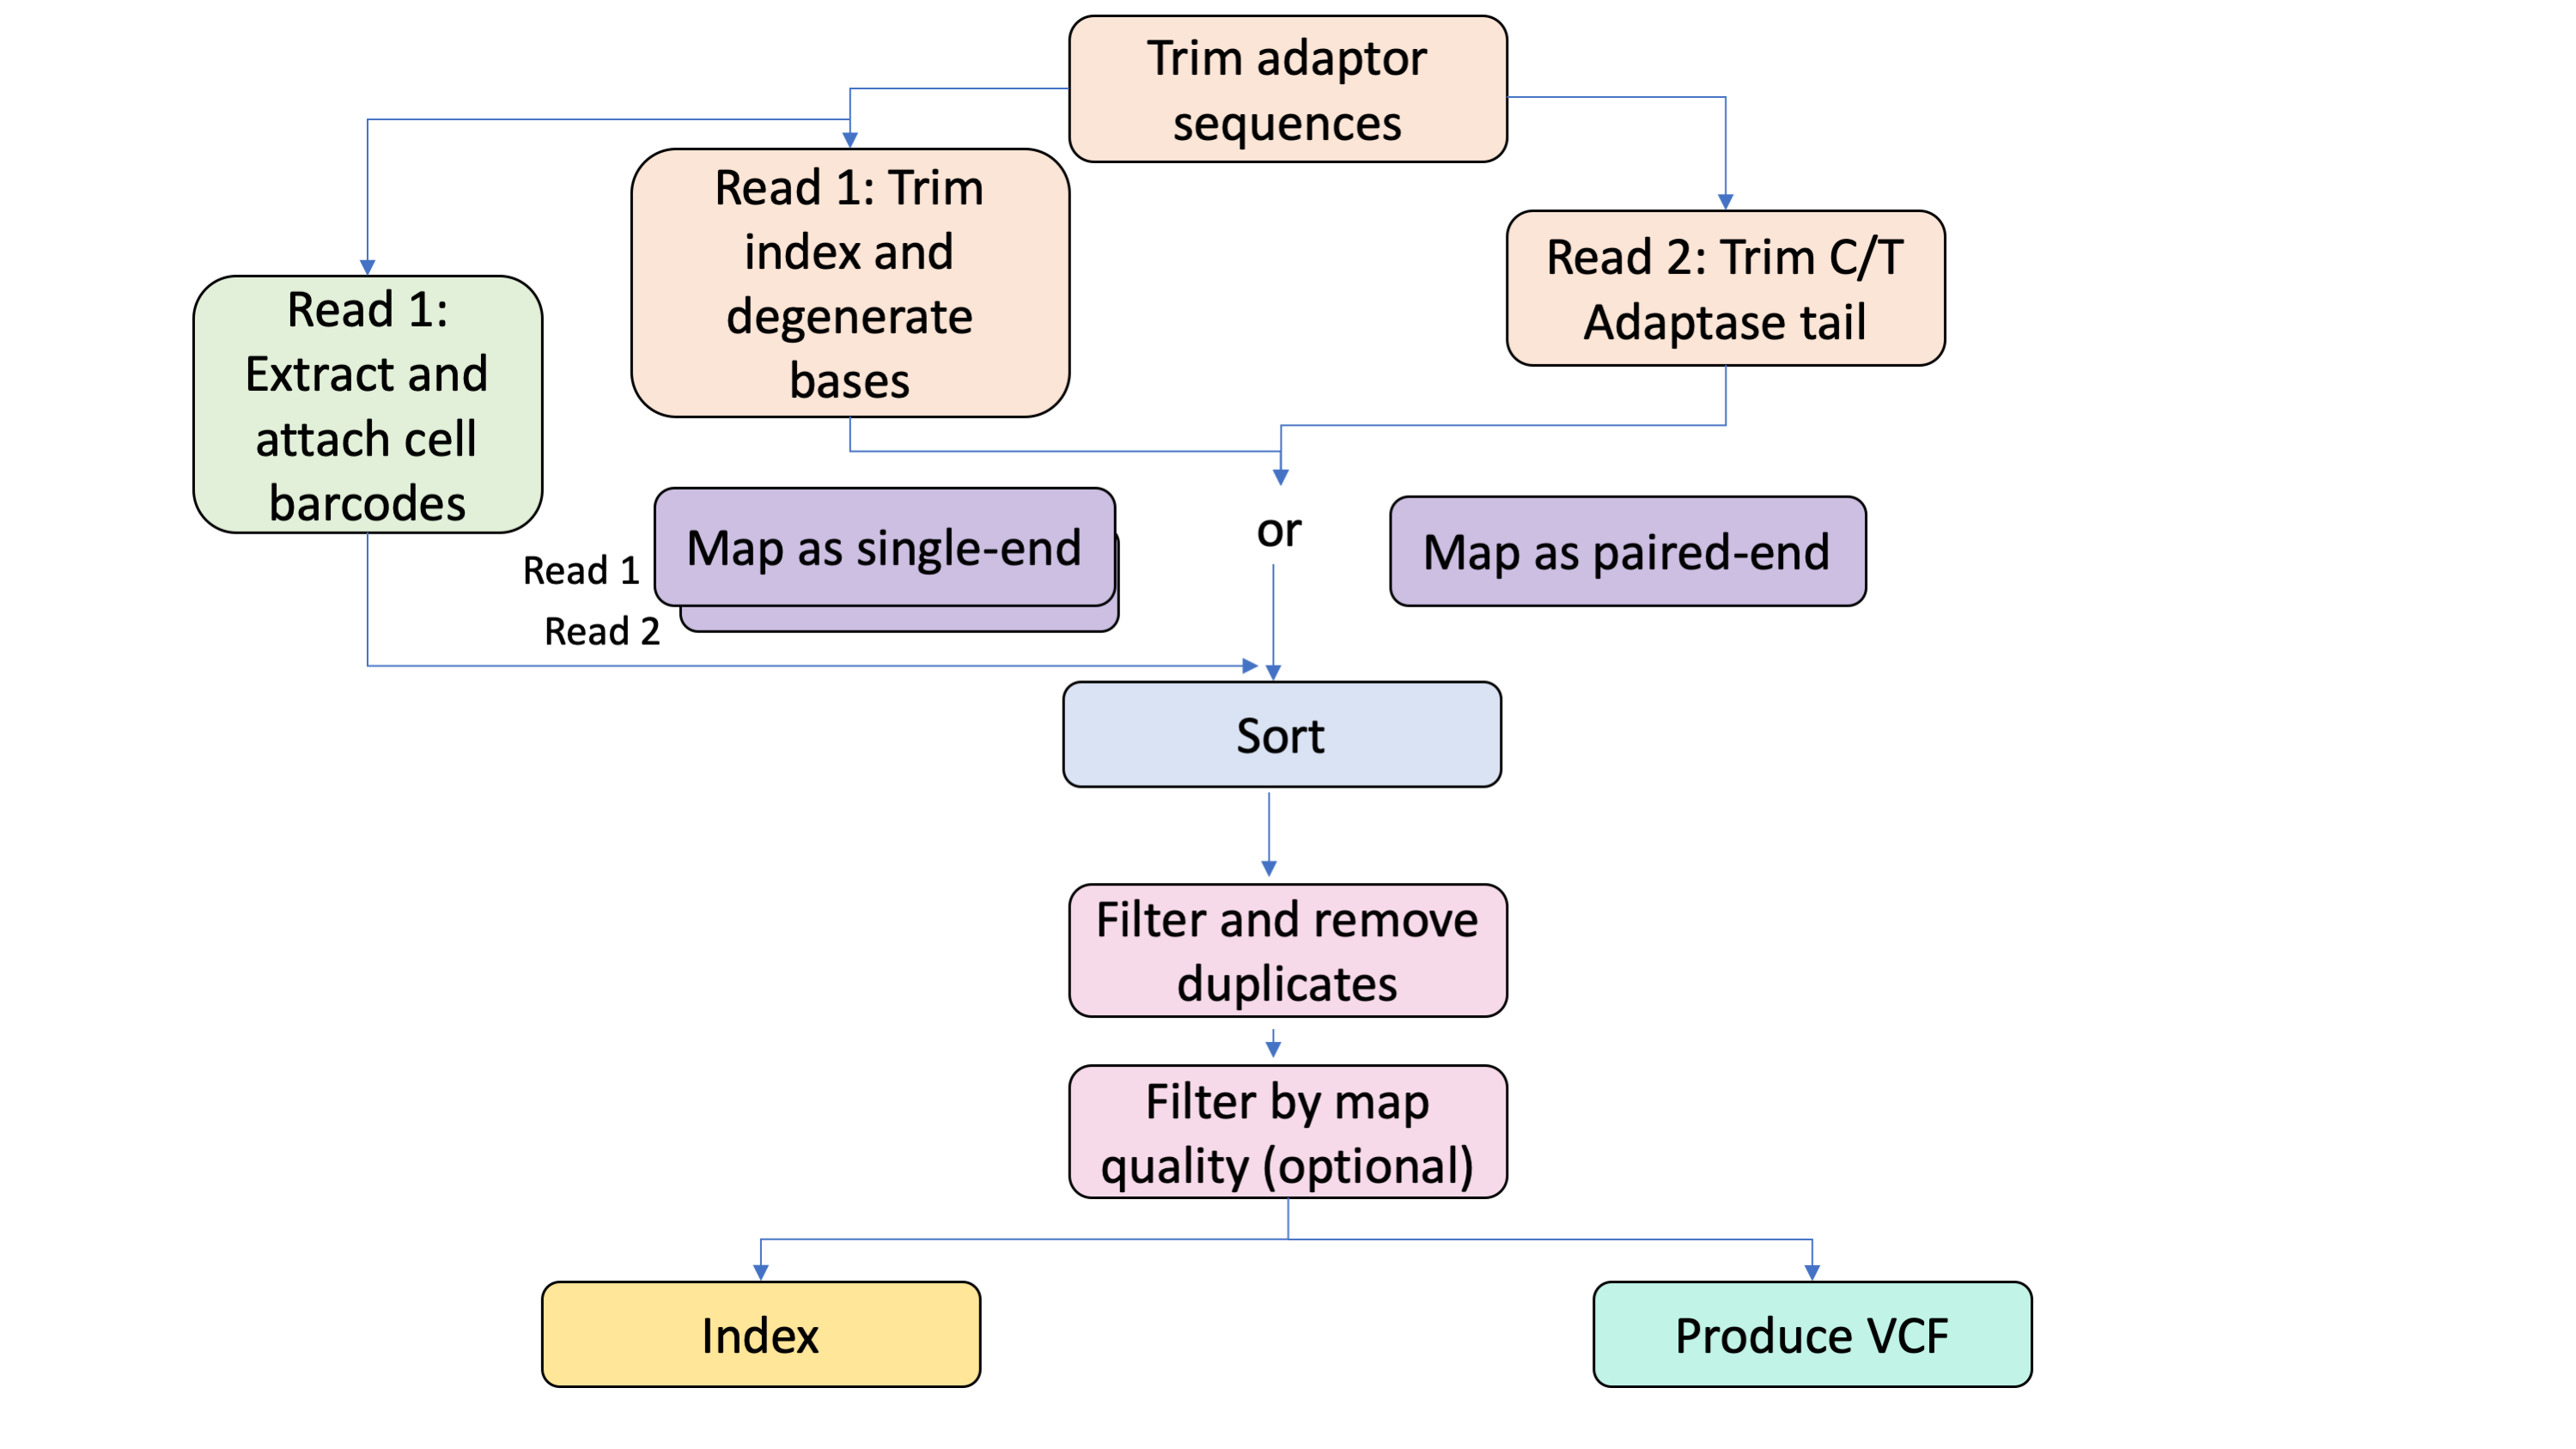 Trim adaptor
sequences
Read 1: Trim
index and
degenerate
bases
Read 2: Trim C/T
Adaptase tail
Read 1:
Extract and
attach cell
barcodes
Map as single-end
Read 1
Read 2
or
Map as paired-end
Sort
Filter and remove
duplicates
Filter by map
quality (optional)
Index
Produce VCF